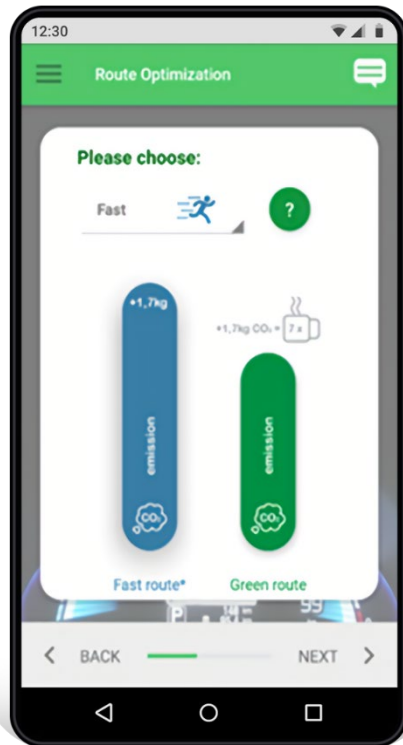 12:30
Route Optimization
Please choose:
Fast
?
+1,7kg
+1,7kg CO₂ = 7 x
emission
emission
CO₂
CO₂
Fast route*
Green route
P
BACK
NEXT